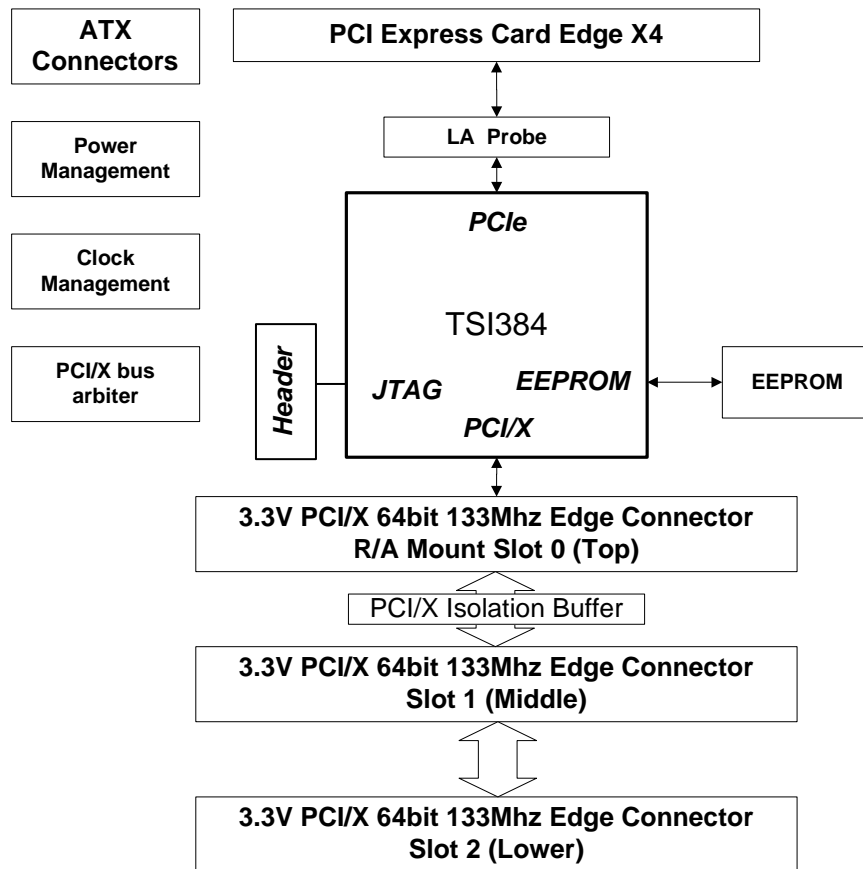 ATX
Connectors
PCI Express Card Edge X4
Power
Management
LA Probe
Clock
Management
PCIe
TSI384
PCI/X bus
arbiter
Header
JTAG
EEPROM
PCI/X
EEPROM
3.3V PCI/X 64bit 133Mhz Edge Connector
R/A Mount Slot 0 (Top)
PCI/X Isolation Buffer
3.3V PCI/X 64bit 133Mhz Edge Connector
Slot 1 (Middle)
3.3V PCI/X 64bit 133Mhz Edge Connector
Slot 2 (Lower)